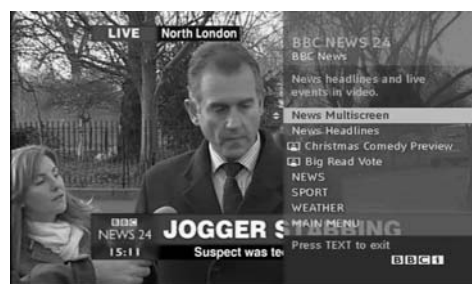 LIVE North London
BBC NEWS 24
BBC News
News headlines and live
events in video.
News Multiscreen
News Headlines
Christmas Comedy Preview
Big Read Vote
NEWS
SPORT
WEATHER
MAIN MENU
Press TEXT to exit
BBCi
BBC
NEWS 24
15:11
JOGGER STABBING
Suspect was